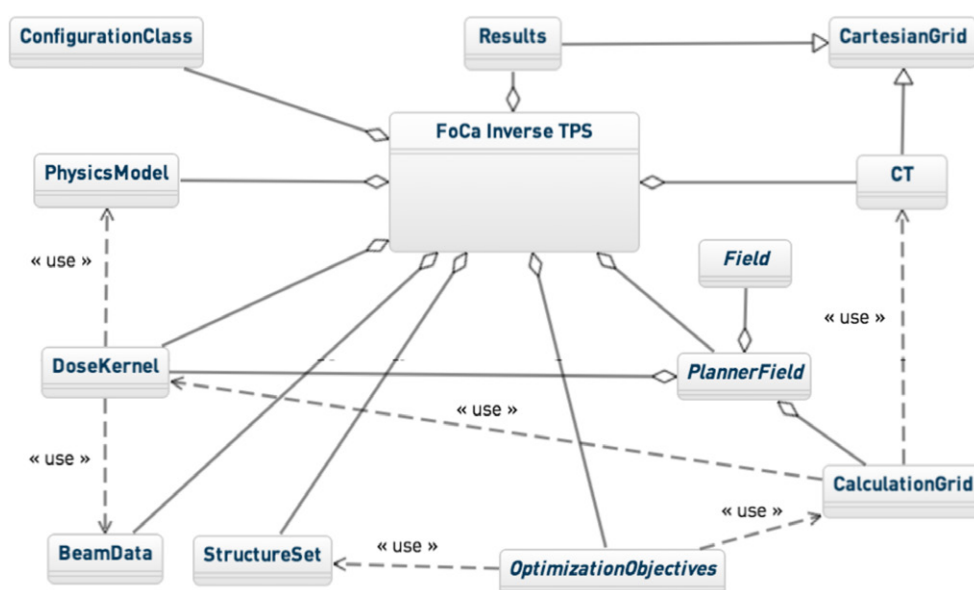 ConfigurationClass
Results
CartesianGrid
FoCa Inverse TPS
PhysicsModel
CT
« use »
Field
« use »
DoseKernel
PlannerField
« use »
« use »
CalculationGrid
« use »
« use »
BeamData
StructureSet
OptimizationObjectives